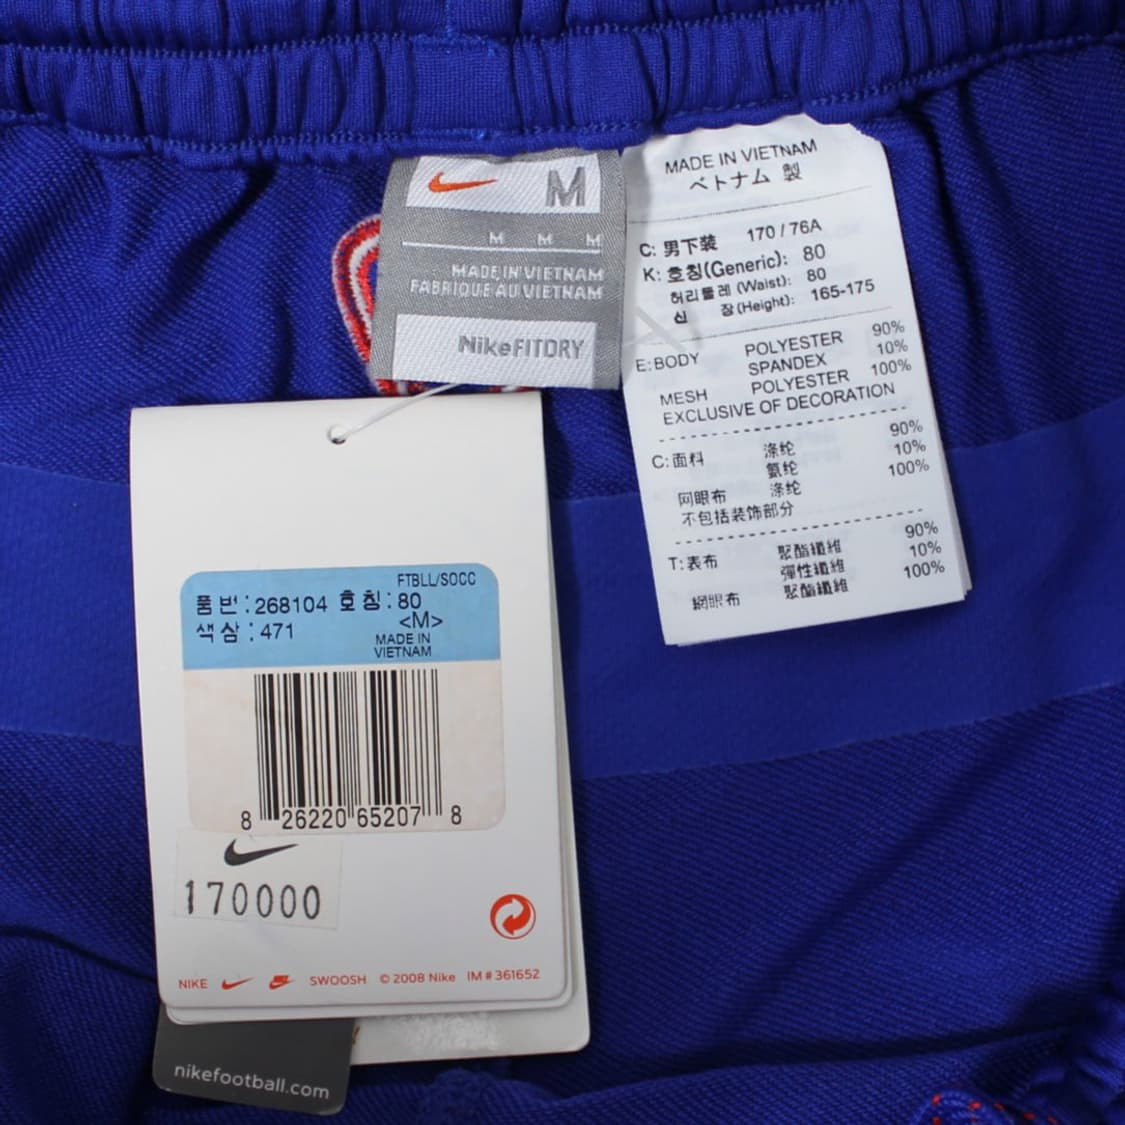 M
M M M
MADE IN VIETNAM
FABRIQUE AU VIETNAM
NikeFITDRY
MADE IN VIETNAM
ベトナム 製
C: 男下装 170 / 76A
K: 호칭(Generic): 80
허리둘레 (Waist): 80
신 장 (Height): 165-175
E: BODY POLYESTER 90%
SPANDEX 10%
MESH POLYESTER 100%
EXCLUSIVE OF DECORATION
C: 面料 涤纶 90%
氨纶 10%
网眼布 涤纶 100%
不包括装饰部分
T: 表布 聚酯纖維 90%
彈性纖維 10%
網眼布 聚酯纖維 100%
FTBLL/SOCC
품 번 : 268104 호 칭 : 80
<M>
색 삼 : 471
MADE IN
VIETNAM
8 26220 65207 8
170000
NIKE SWOOSH © 2008 Nike IM # 361652
nikefootball.com